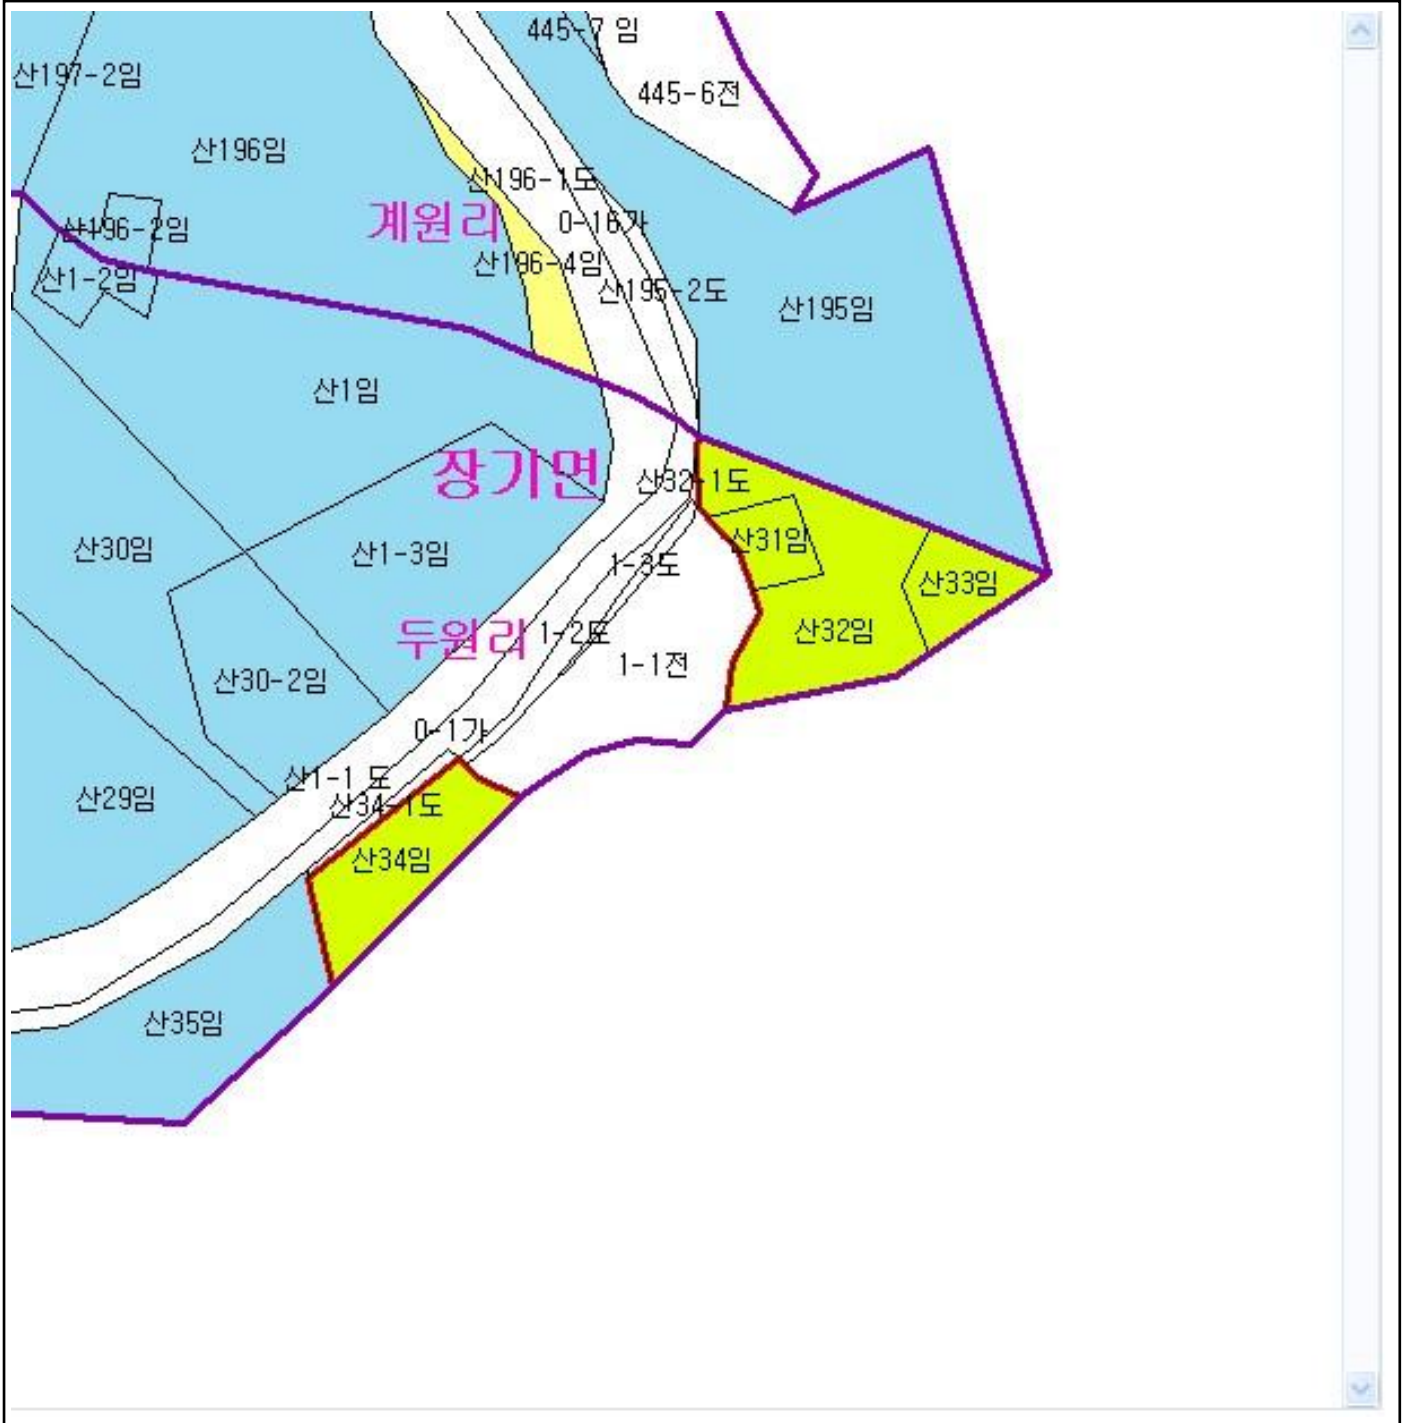 445-7 임
산197-2임
445-6전
산196임
산196-1도
계원리
0-16가
산196-2임
산196-4임
산1-2임
산195-2도
산195임
산1임
장기면
산32-1도
산31임
산30임
산1-3임
1-3도
산33임
두원리
1-2도
산32임
1-1전
산30-2임
0-1가
산1-1 도
산29임
산34-1도
산34임
산35임